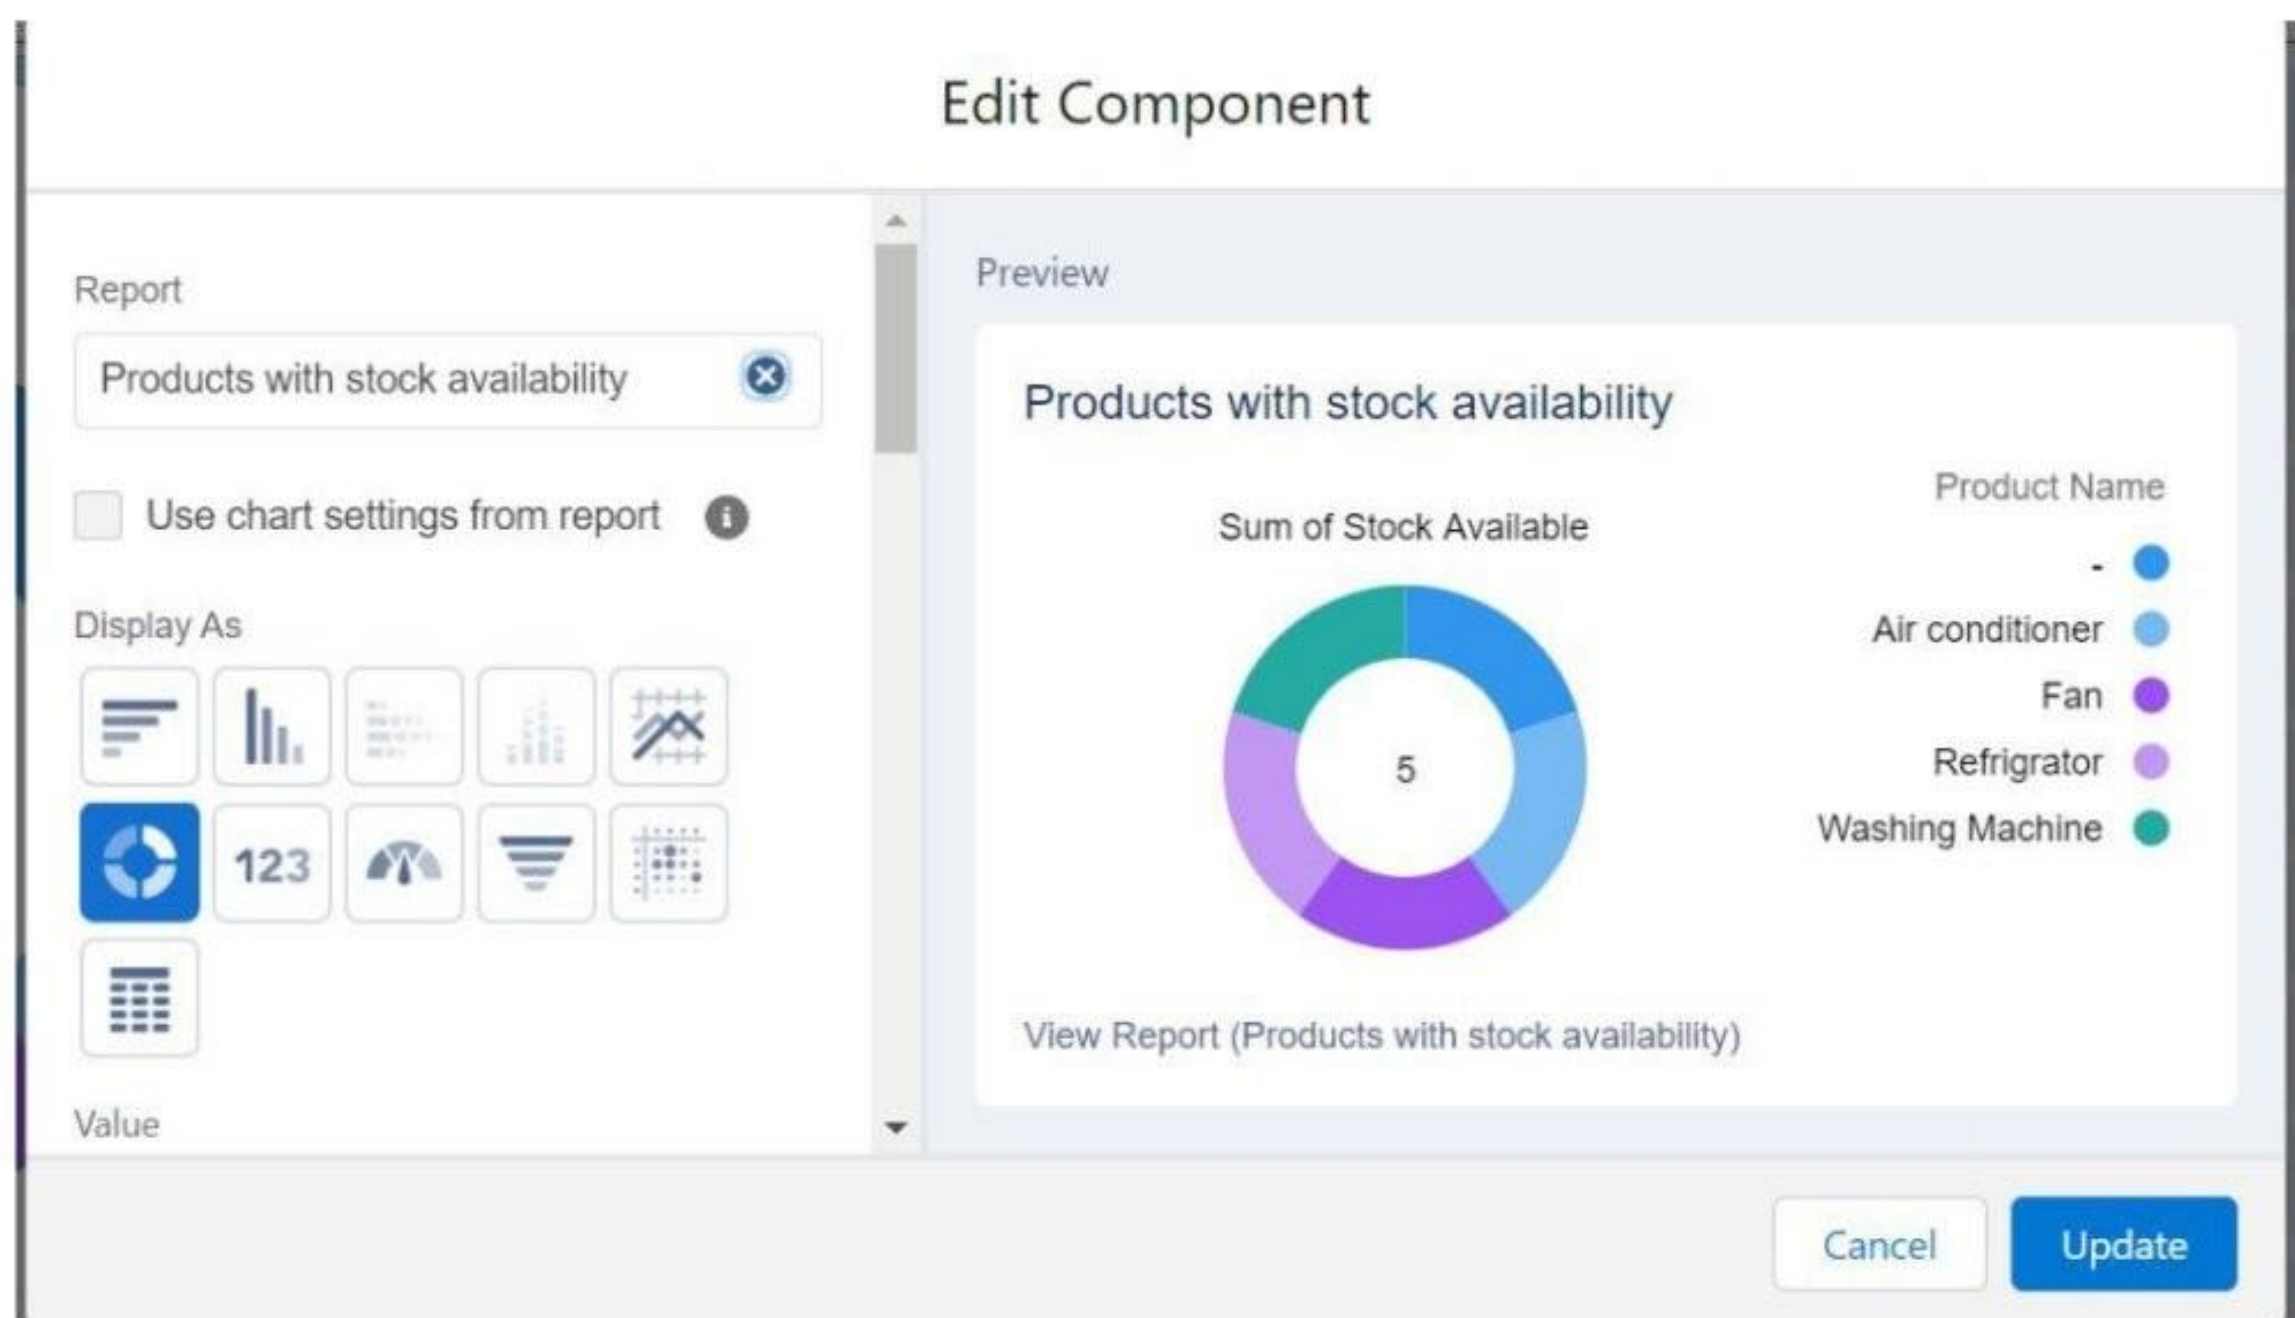 Edit Component
Report
Products with stock availability
Use chart settings from report
Display As
123
Value
Preview
Products with stock availability
Sum of Stock Available
5
Product Name
-
Air conditioner
Fan
Refrigrator
Washing Machine
View Report (Products with stock availability)
Cancel
Update